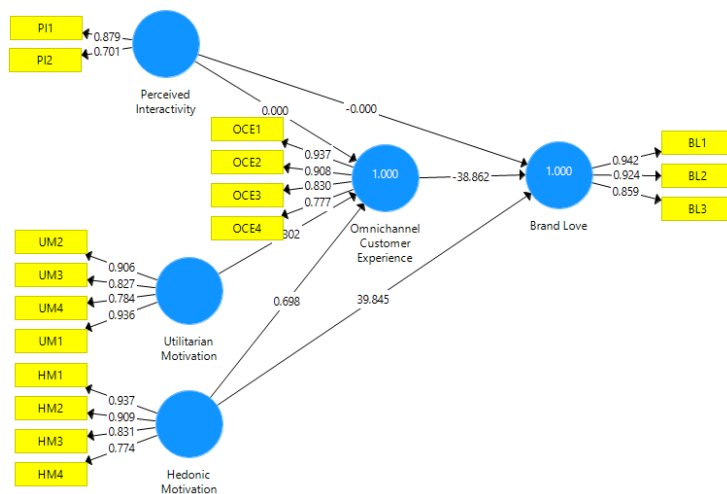 PI1
PI2
0.879
0.701
Perceived
Interactivity
0.000
-0.000
OCE1
OCE2
OCE3
OCE4
0.937
0.908
0.830
0.777
1.000
Omnichannel
Customer
Experience
-38.862
1.000
Brand Love
0.942
0.924
0.859
BL1
BL2
BL3
UM2
UM3
UM4
UM1
0.906
0.827
0.784
0.936
Utilitarian
Motivation
302
0.698
39.845
HM1
HM2
HM3
HM4
0.937
0.909
0.831
0.774
Hedonic
Motivation